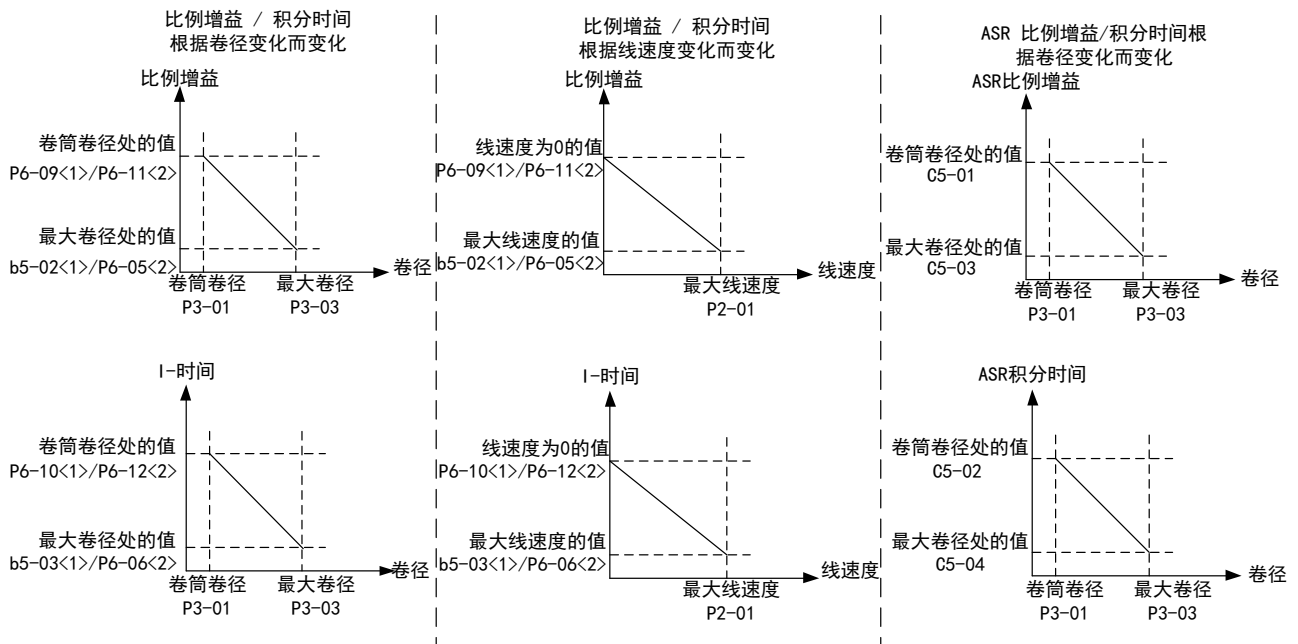 比例增益 / 积分时间
根据卷径变化而变化
比例增益
卷筒卷径处的值
P6-09<1>/P6-11<2>
最大卷径处的值
b5-02<1>/P6-05<2>
卷径
卷筒卷径
最大卷径
P3-01
P3-03
I-时间
卷筒卷径处的值
P6-10<1>/P6-12<2>
最大卷径处的值
b5-03<1>/P6-06<2>
卷径
卷筒卷径
最大卷径
P3-01
P3-03
比例增益 / 积分时间
根据线速度变化而变化
比例增益
线速度为0的值
P6-09<1>/P6-11<2>
最大线速度的值
b5-02<1>/P6-05<2>
线速度
最大线速度
P2-01
I-时间
线速度为0的值
P6-10<1>/P6-12<2>
最大线速度的值
b5-03<1>/P6-06<2>
线速度
最大线速度
P2-01
ASR 比例增益/积分时间根
据卷径变化而变化
ASR比例增益
卷筒卷径处的值
C5-01
最大卷径处的值
C5-03
卷径
卷筒卷径
最大卷径
P3-01
P3-03
ASR积分时间
卷筒卷径处的值
C5-02
最大卷径处的值
C5-04
卷径
卷筒卷径
最大卷径
P3-01
P3-03